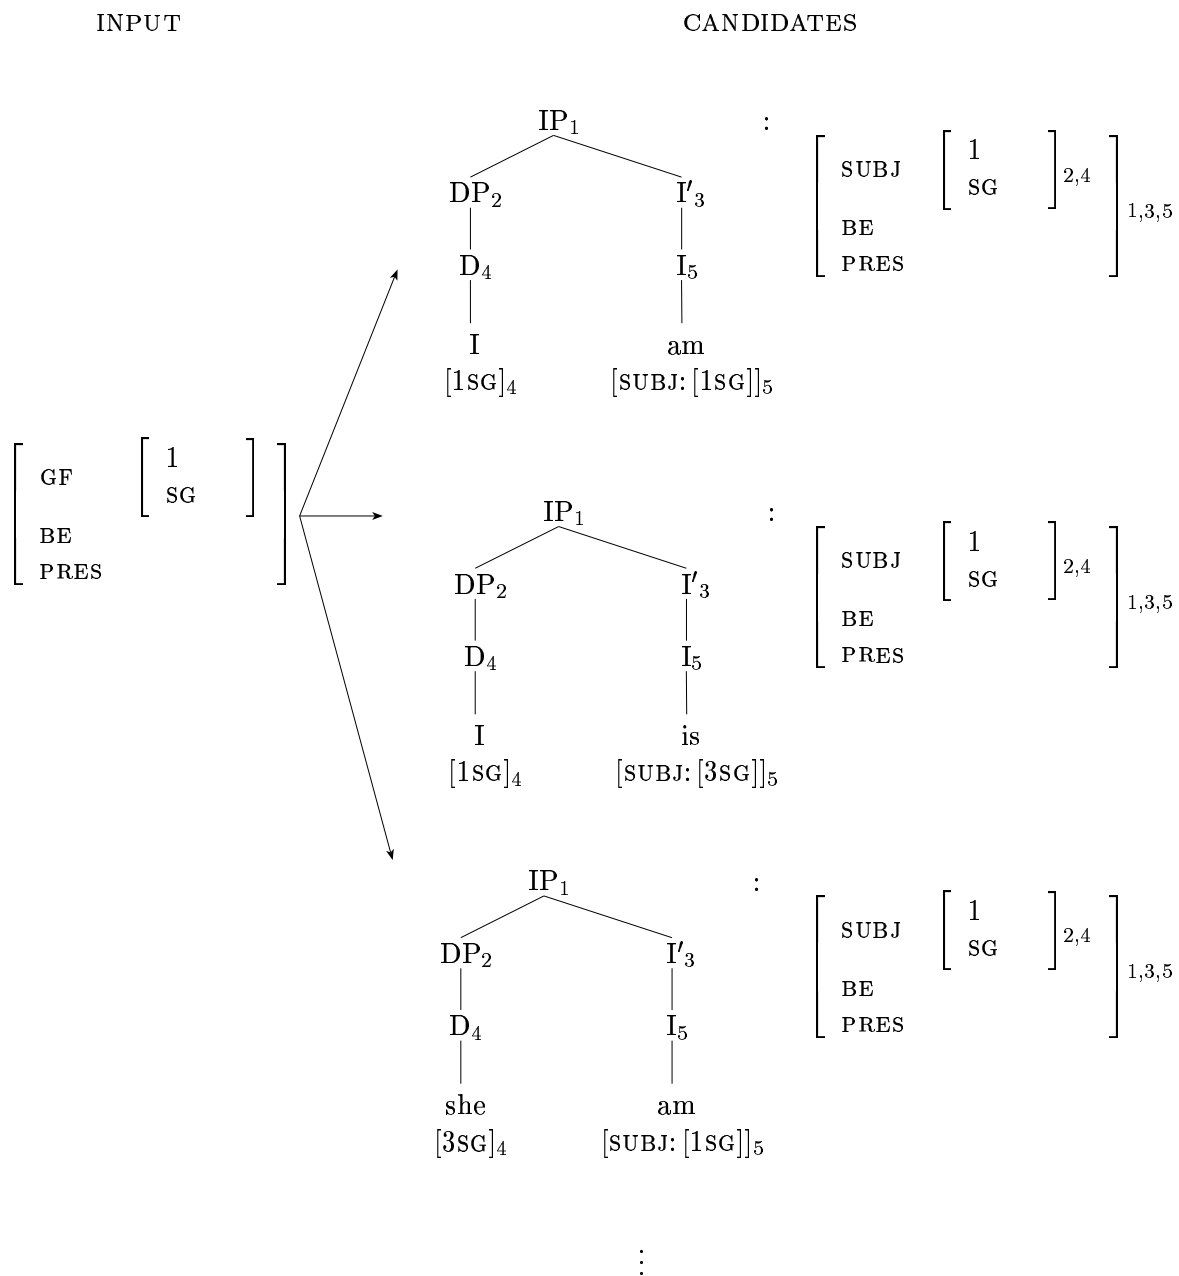 INPUT CANDIDATES
IP₁ :
SUBJ [1 SG]₂,₄
BE
PRES
1,3,5
DP₂ I′₃
D₄ I₅
I am
[1SG]₄ [SUBJ: [1SG]]₅
GF [1 SG]
BE
PRES
IP₁ :
SUBJ [1 SG]₂,₄
BE
PRES
1,3,5
DP₂ I′₃
D₄ I₅
I is
[1SG]₄ [SUBJ: [3SG]]₅
IP₁ :
SUBJ [1 SG]₂,₄
BE
PRES
1,3,5
DP₂ I′₃
D₄ I₅
she am
[3SG]₄ [SUBJ: [1SG]]₅
⋮